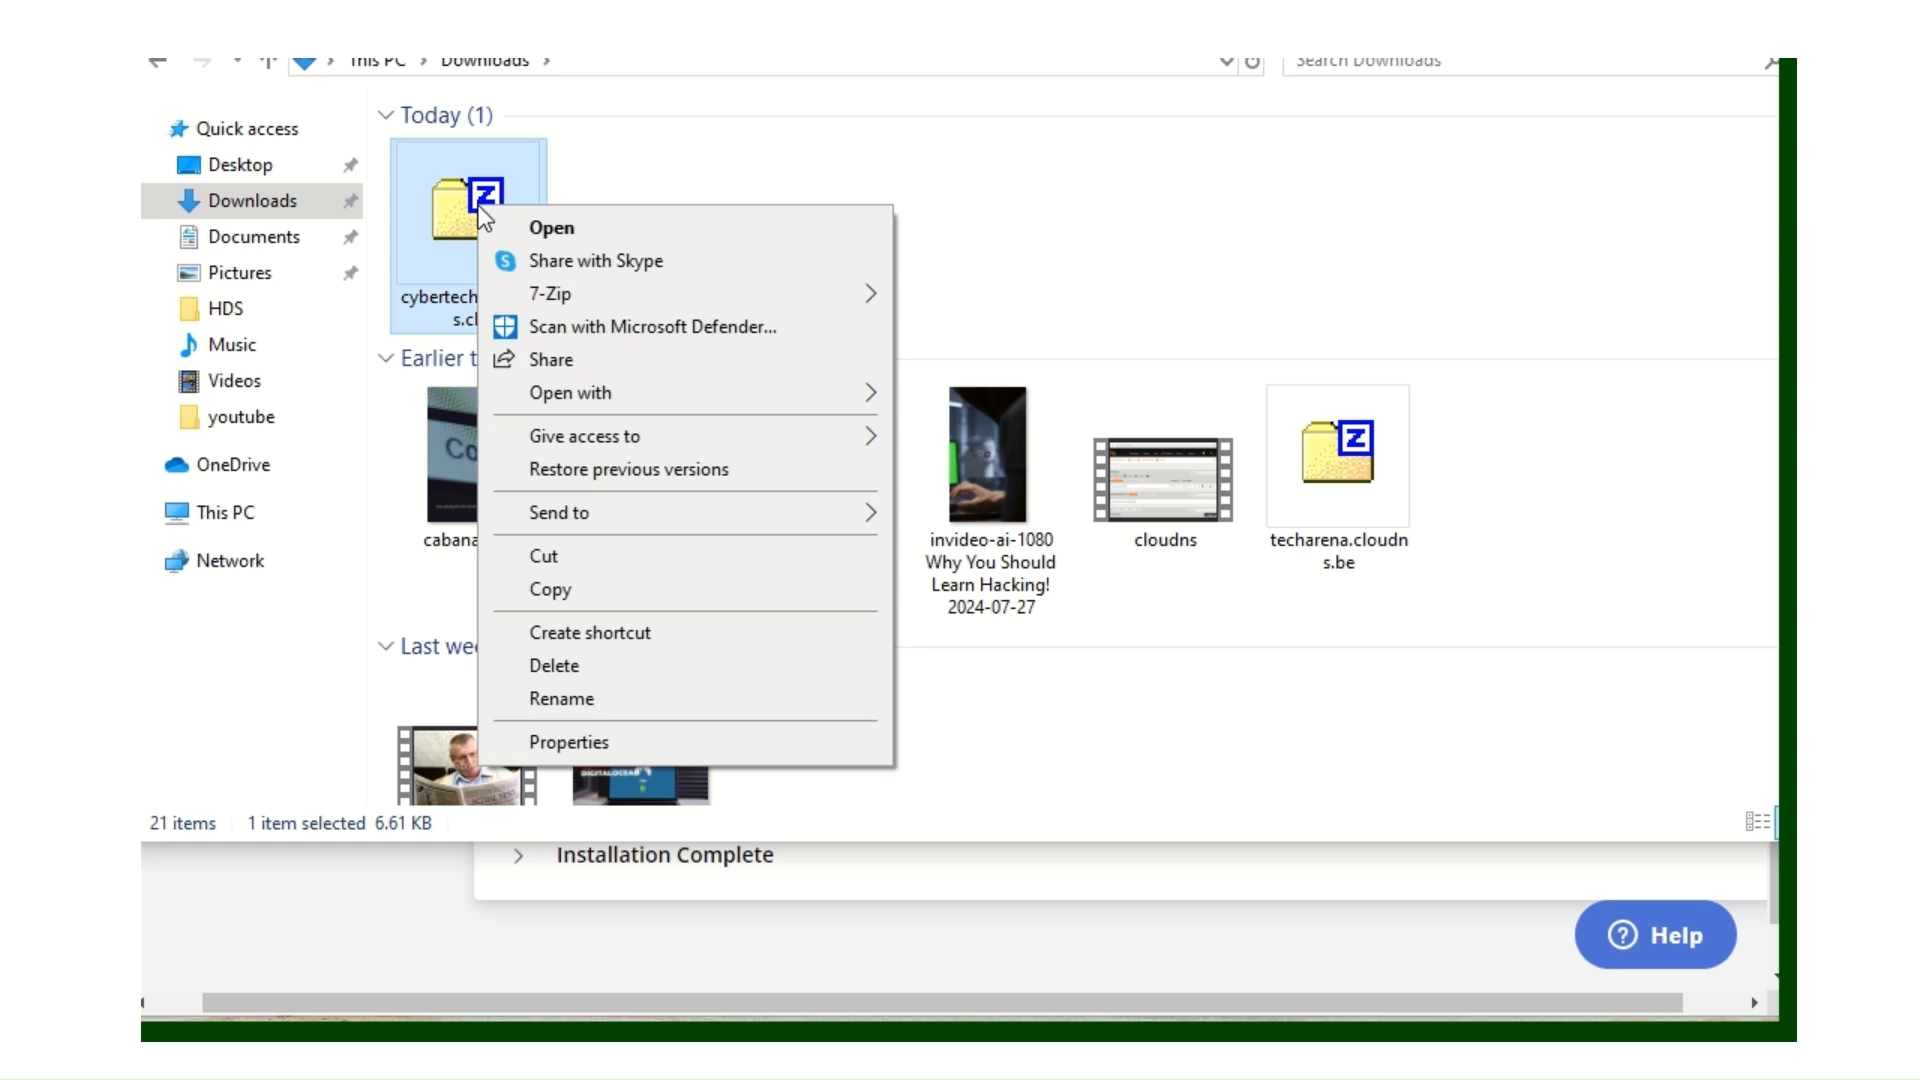 This PC > Downloads >
Search Downloads
Quick access
Desktop
Downloads
Documents
Pictures
HDS
Music
Videos
youtube
OneDrive
This PC
Network
Today (1)
Z
cybertech
s.cl
Open
Share with Skype
7-Zip
Scan with Microsoft Defender...
Share
Open with
Give access to
Restore previous versions
Send to
Cut
Copy
Create shortcut
Delete
Rename
Properties
Earlier t
Co
cabana
invideo-ai-1080
Why You Should
Learn Hacking!
2024-07-27
cloudns
Z
techarena.cloudn
s.be
Last wee
DIGITALOCEAN
21 items
1 item selected 6.61 KB
Installation Complete
Help